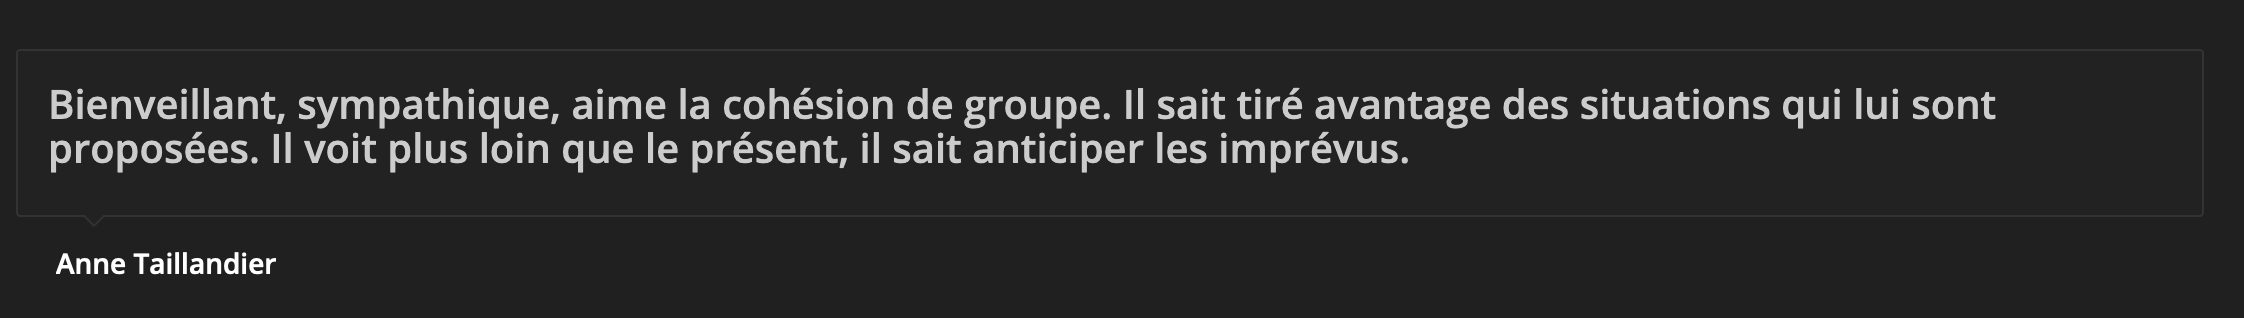 Bienveillant, sympathique, aime la cohésion de groupe. Il sait tiré avantage des situations qui lui sont
proposées. Il voit plus loin que le présent, il sait anticiper les imprévus.
Anne Taillandier